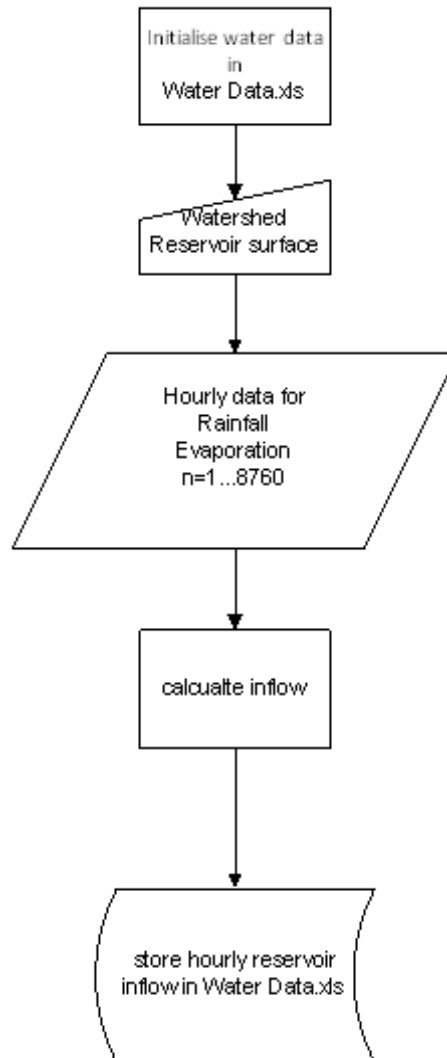 Initialise water data
in
Water Data.xls
Watershed
Reservoir surface
Hourly data for
Rainfall
Evaporation
n=1...8760
calcualte inflow
store hourly reservoir
inflow in Water Data.xls